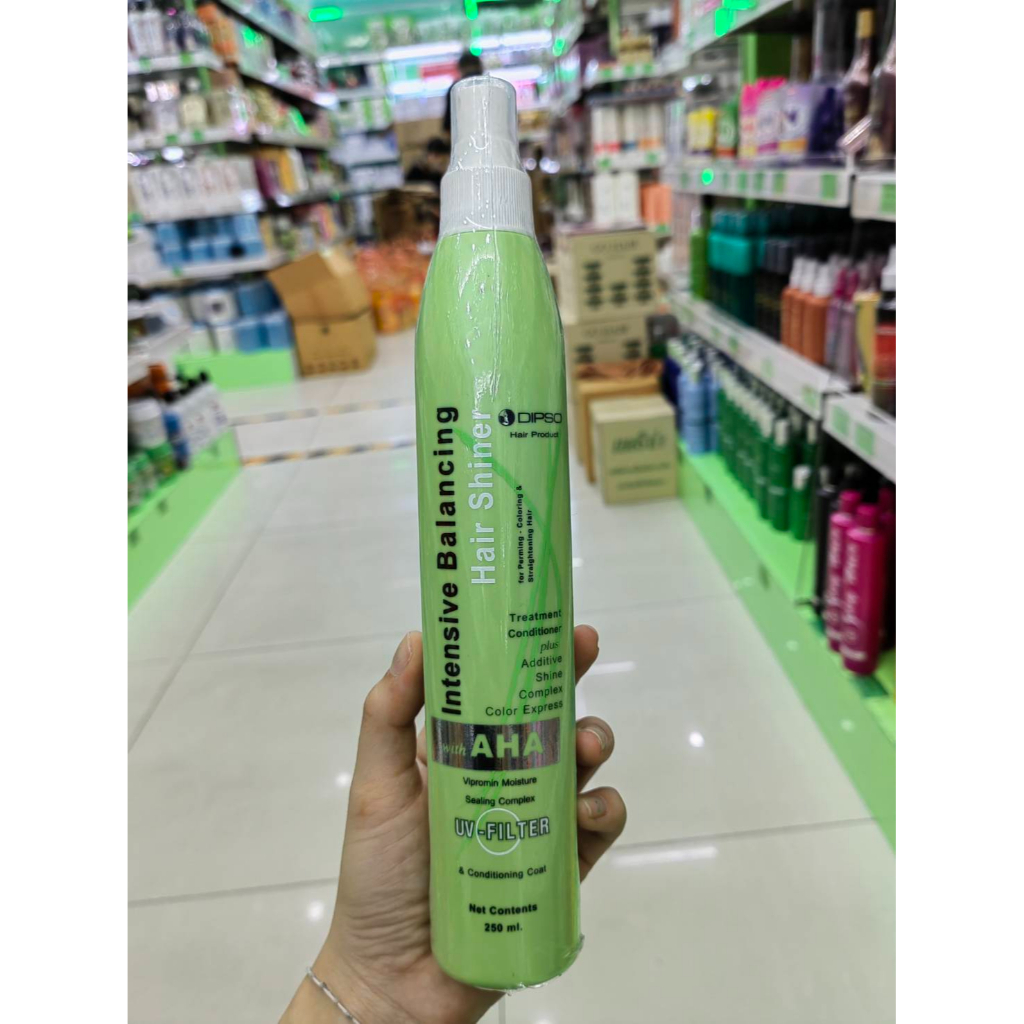 DIPSO
Hair Product
Intensive Balancing
Hair Shiner
for Perming - Coloring &
Straightening Hair
Treatment
Conditioner
plus
Additive
Shine
Complex
Color Express
with AHA
Vipromin Moisture
Sealing Complex
UV-FILTER
& Conditioning Coat
Net Contents
250 ml.